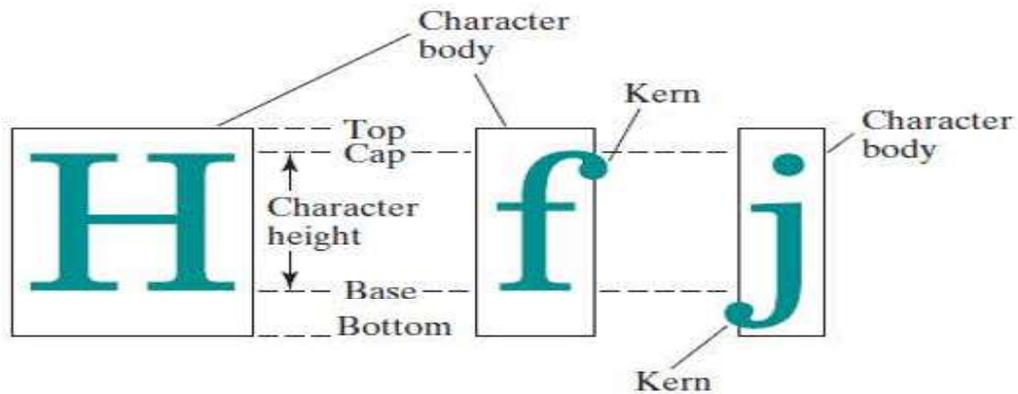 Character
body
Kern
Top
Cap
Character
body
H
f
j
Character
height
Base
Bottom
Kern